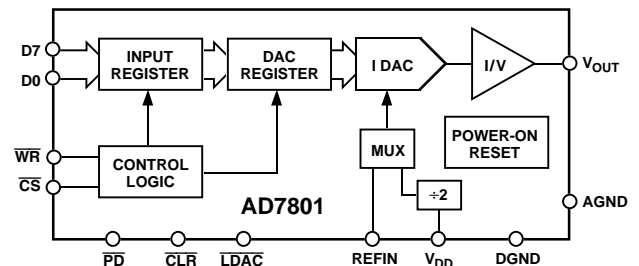 D7
D0
INPUT
REGISTER
DAC
REGISTER
I DAC
I/V
VOUT
WR
CS
CONTROL
LOGIC
MUX
÷2
POWER-ON
RESET
AD7801
AGND
PD
CLR
LDAC
REFIN
VDD
DGND